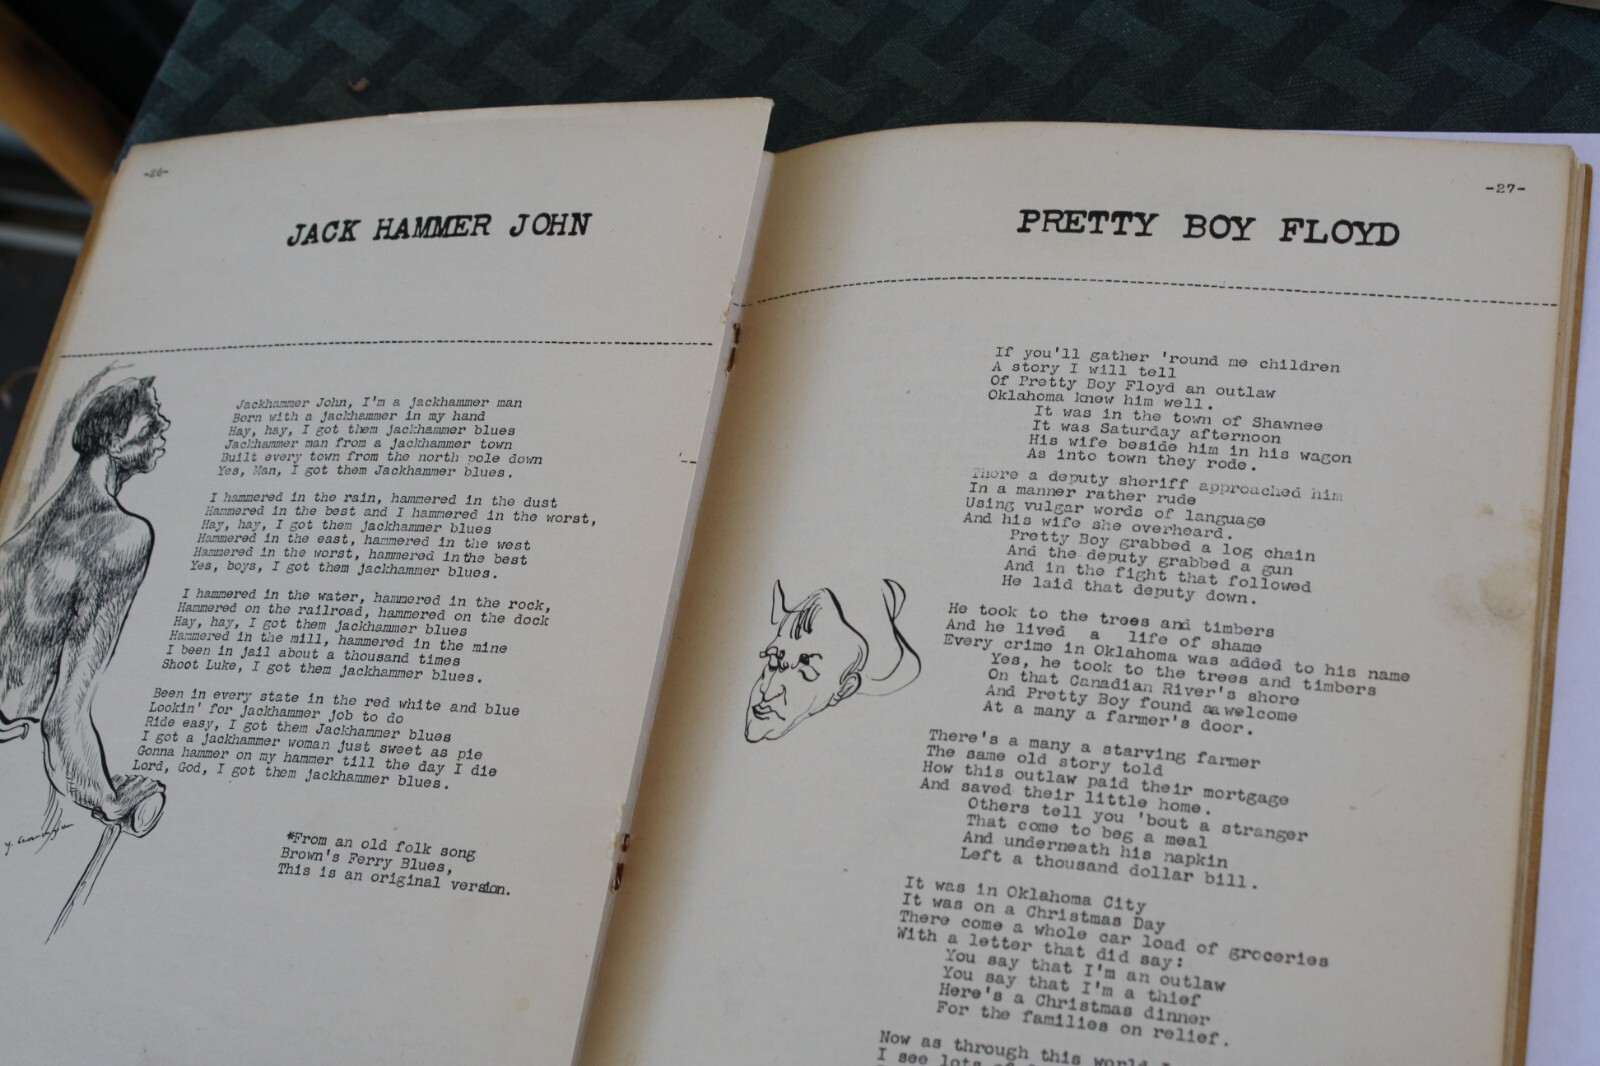 -26-
JACK HAMMER JOHN
Jackhammer John, I'm a jackhammer man
Born with a jackhammer in my hand
Hay, hay, I got them jackhammer blues
Jackhammer man from a jackhammer town
Built every town from the north pole down
Yes, Man, I got them Jackhammer blues.
I hammered in the rain, hammered in the dust
Hammered in the best and I hammered in the worst,
Hay, hay, I got them jackhammer blues
Hammered in the east, hammered in the west
Hammered in the worst, hammered in the best
Yes, boys, I got them jackhammer blues.
I hammered in the water, hammered in the rock,
Hammered on the railroad, hammered on the dock
Hay, hay, I got them jackhammer blues
Hammered in the mill, hammered in the mine
I been in jail about a thousand times
Shoot Luke, I got them jackhammer blues.
Been in every state in the red white and blue
Lookin' for jackhammer job to do
Ride easy, I got them Jackhammer blues
I got a jackhammer woman just sweet as pie
Gonna hammer on my hammer till the day I die
Lord, God, I got them jackhammer blues.
*From an old folk song
Brown's Ferry Blues,
This is an original version.
-27-
PRETTY BOY FLOYD
If you'll gather 'round me children
A story I will tell
Of Pretty Boy Floyd an outlaw
Oklahoma knew him well.
It was in the town of Shawnee
It was Saturday afternoon
His wife beside him in his wagon
As into town they rode.
There a deputy sheriff approached him
In a manner rather rude
Using vulgar words of language
And his wife she overheard.
Pretty Boy grabbed a log chain
And the deputy grabbed a gun
And in the fight that followed
He laid that deputy down.
He took to the trees and timbers
And he lived a life of shame
Every crime in Oklahoma was added to his name
Yes, he took to the trees and timbers
On that Canadian River's shore
And Pretty Boy found a welcome
At a many a farmer's door.
There's a many a starving farmer
The same old story told
How this outlaw paid their mortgage
And saved their little home.
Others tell you 'bout a stranger
That come to beg a meal
And underneath his napkin
Left a thousand dollar bill.
It was in Oklahoma City
It was on a Christmas Day
There come a whole car load of groceries
With a letter that did say:
You say that I'm an outlaw
You say that I'm a thief
Here's a Christmas dinner
For the families on relief.
Now as through this world I
I see lots of